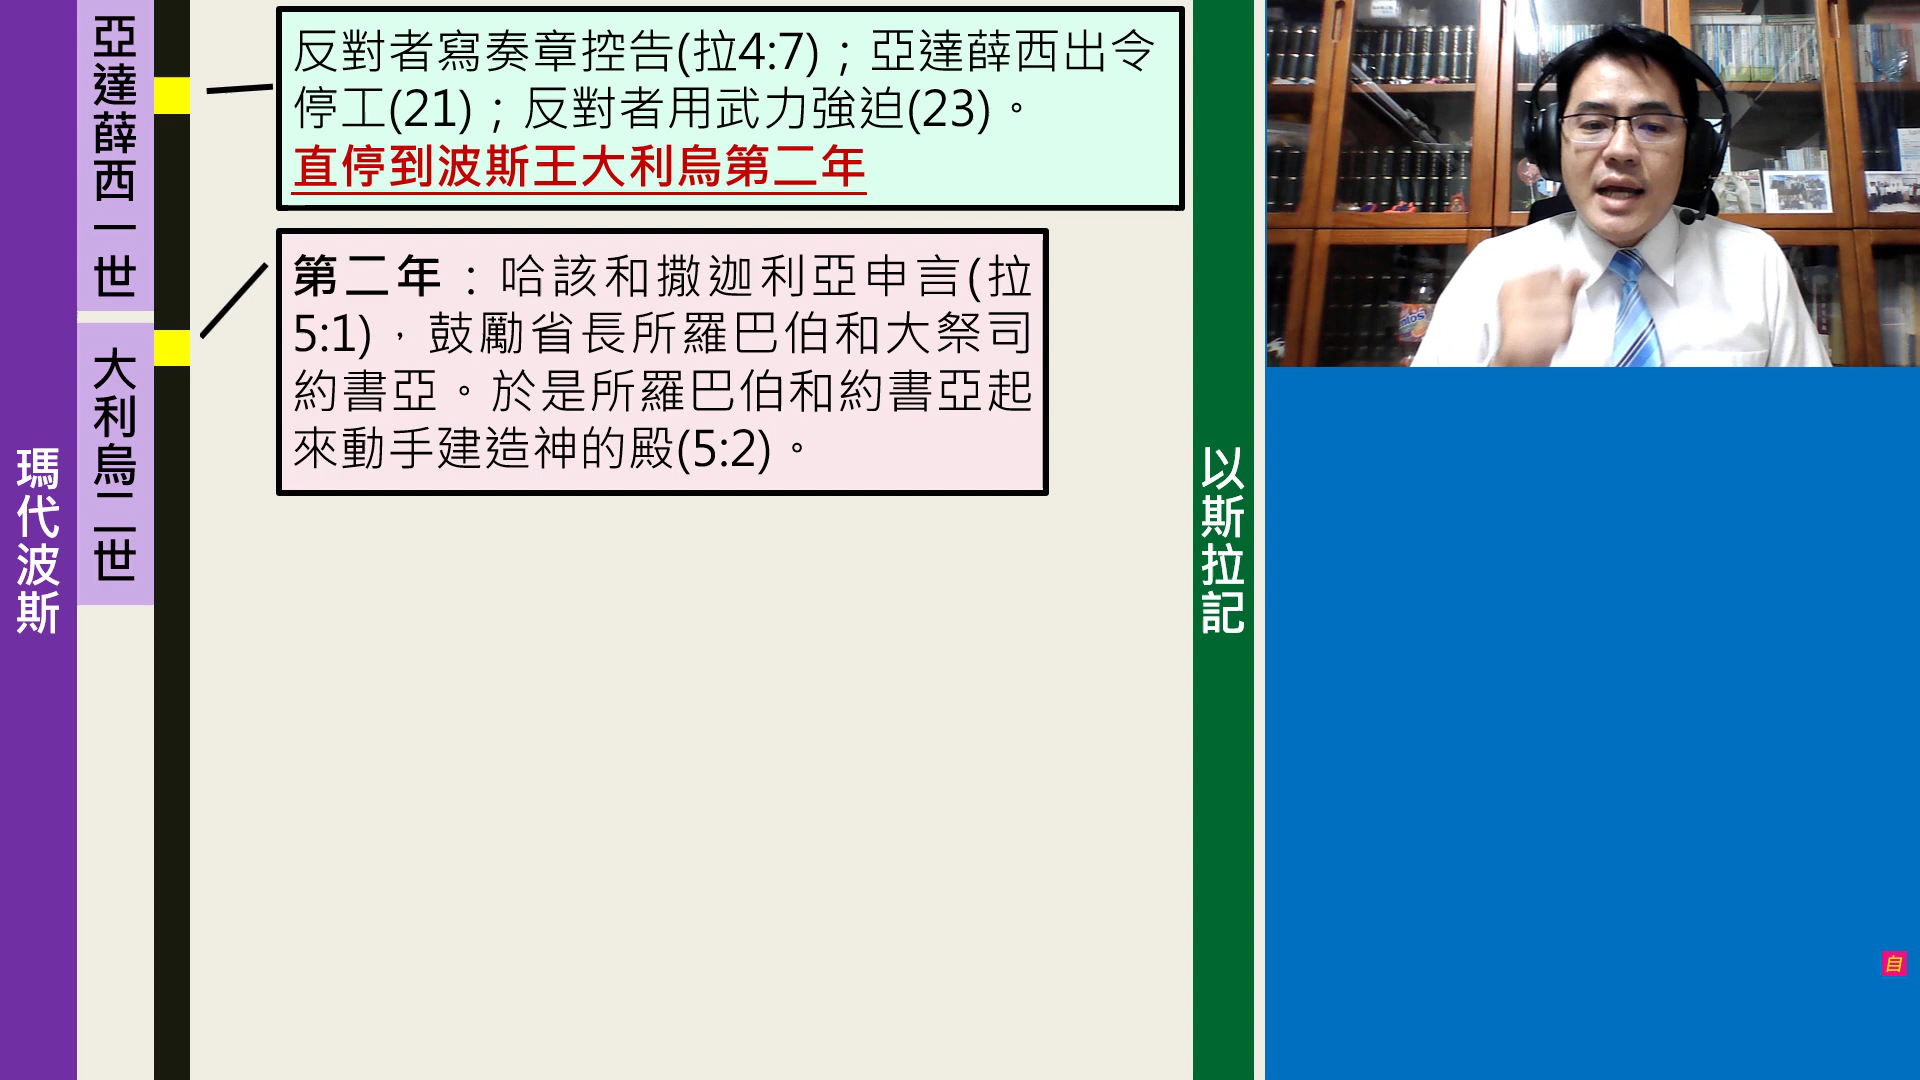 瑪代波斯
亞達薛西一世
大利烏二世
反對者寫奏章控告(拉4:7)；亞達薛西出令
停工(21)；反對者用武力強迫(23)。
直停到波斯王大利烏第二年
第二年：哈該和撒迦利亞申言(拉
5:1)，鼓勵省長所羅巴伯和大祭司
約書亞。於是所羅巴伯和約書亞起
來動手建造神的殿(5:2)。
以斯拉記
自